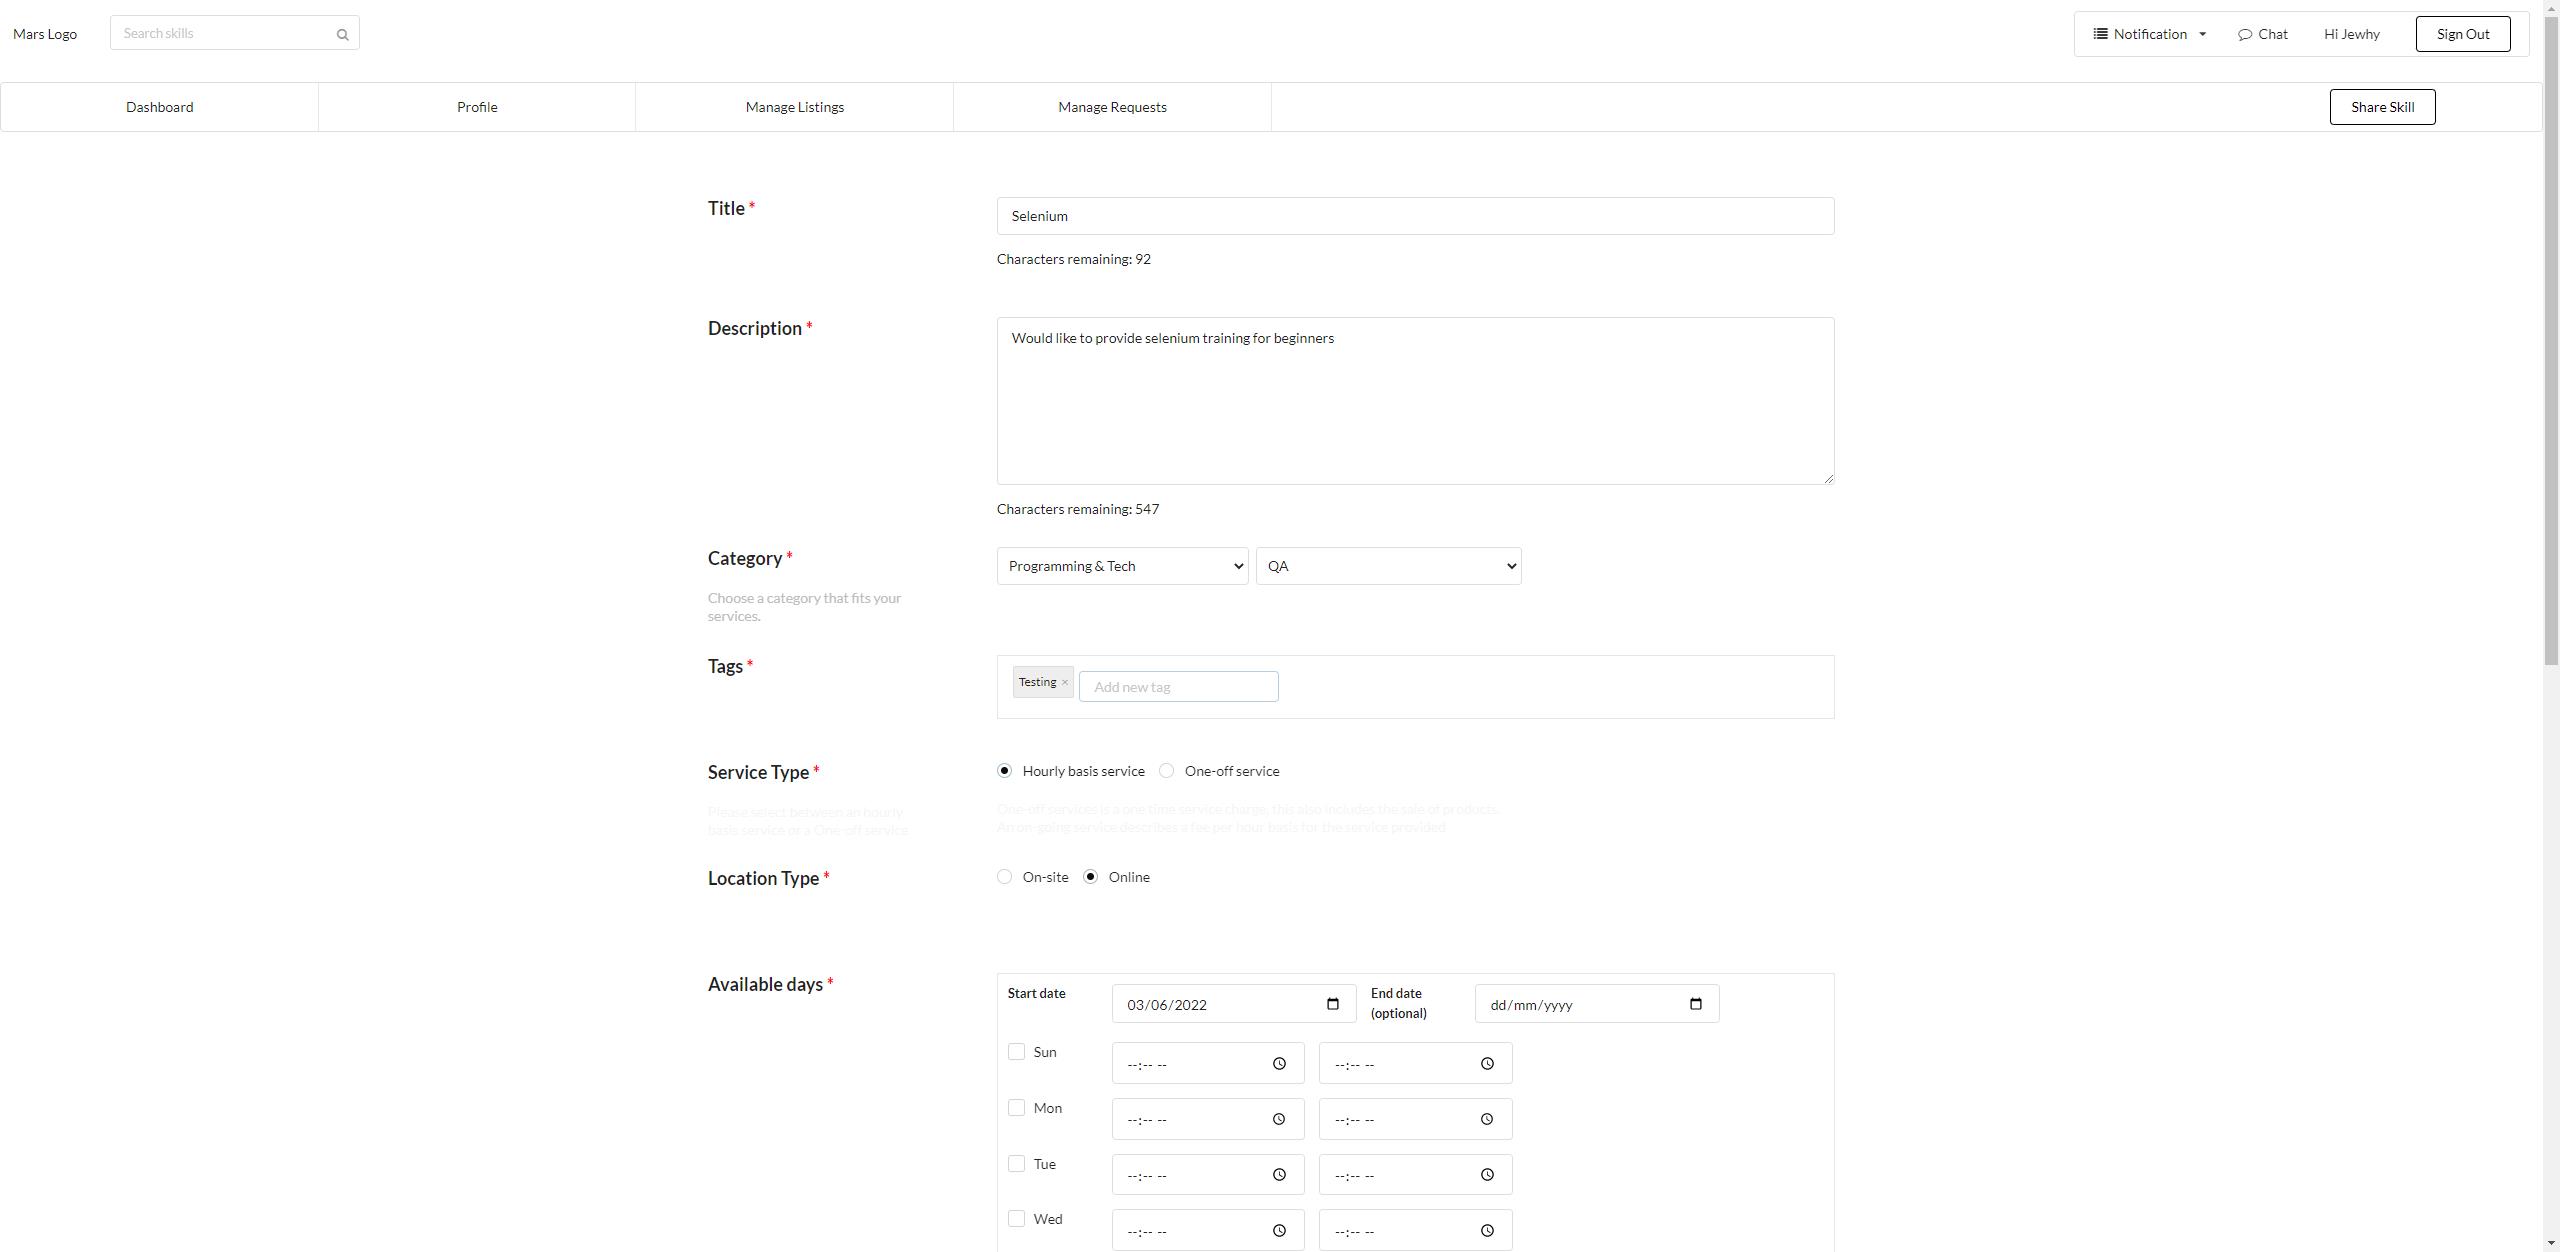 Mars Logo
Search skills
Notification
Chat
Hi Jewhy
Sign Out
Dashboard
Profile
Manage Listings
Manage Requests
Share Skill
Title *
Selenium
Characters remaining: 92
Description *
Would like to provide selenium training for beginners
Characters remaining: 547
Category *
Programming & Tech
QA
Choose a category that fits your
services.
Tags *
Testing ×
Add new tag
Service Type *
Hourly basis service
One-off service
Please select between an hourly
basis service or a One-off service
One-off services is a one time service charge, this also includes the sale of products.
An on-going service describes a fee per hour basis for the service provided
Location Type *
On-site
Online
Available days *
Start date
03/06/2022
End date
(optional)
dd/mm/yyyy
Sun
--:-- --
--:-- --
Mon
--:-- --
--:-- --
Tue
--:-- --
--:-- --
Wed
--:-- --
--:-- --